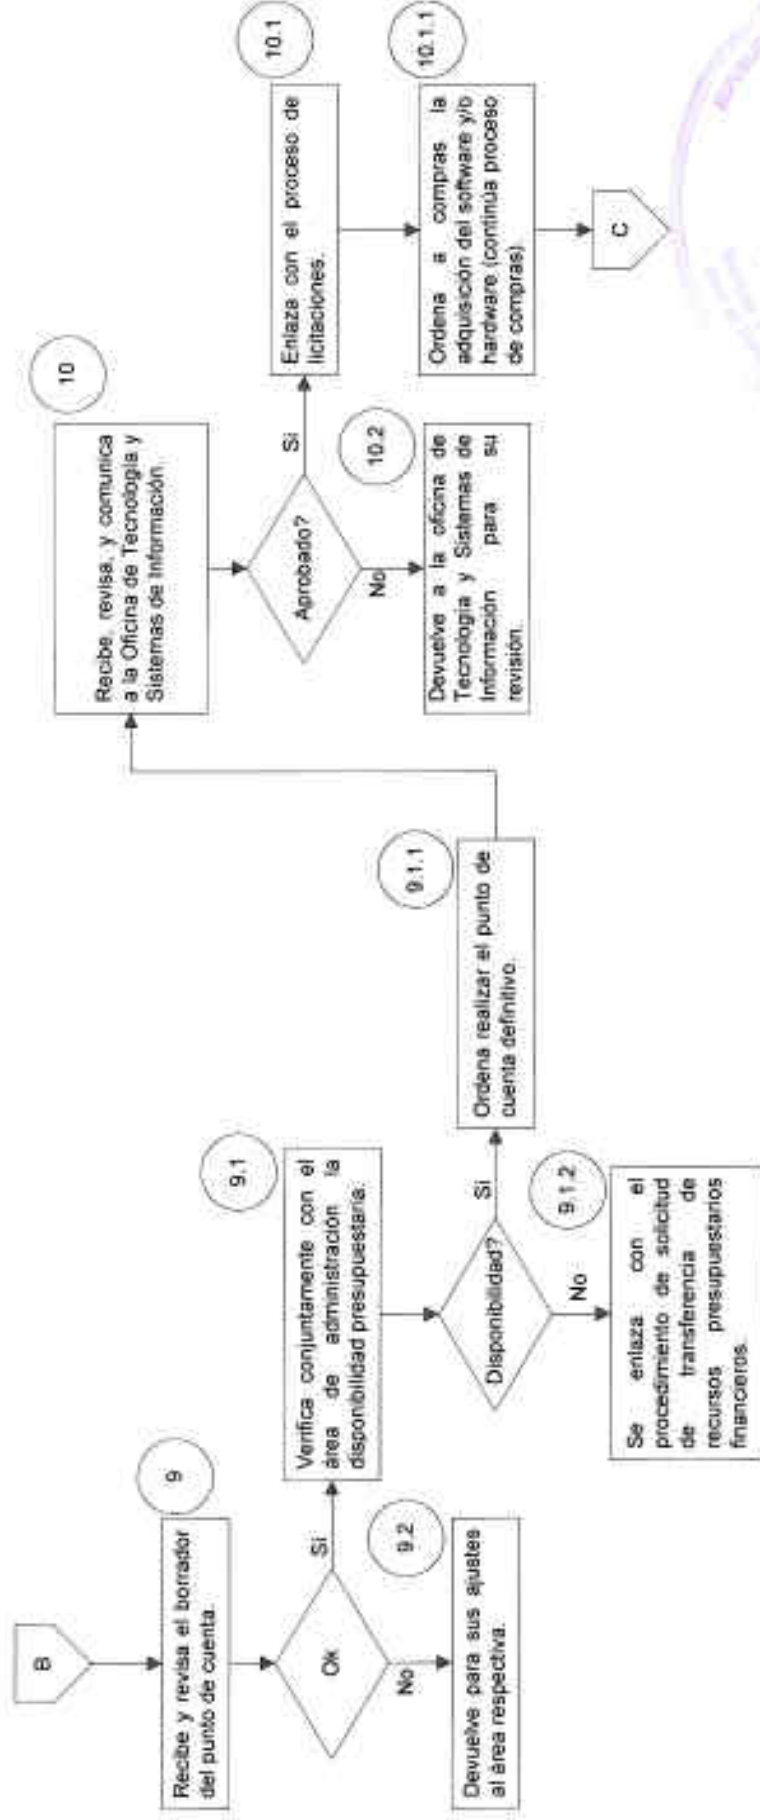 B
9
Recibe y revisa el borrador
del punto de cuenta.
Ok
Si
No
9.2
Devuelve para sus ajustes
al área respectiva.
9.1
Verifica conjuntamente con el
área de administración la
disponibilidad presupuestaria.
Disponibilidad?
Si
No
9.1.2
Se enlaza con el
procedimiento de solicitud
de transferencia de
recursos presupuestarios
financieros.
9.1.1
Ordena realizar el punto de
cuenta definitivo.
10
Recibe, revisa, y comunica
a la Oficina de Tecnología y
Sistemas de Información.
Aprobado?
Si
No
10.2
Devuelve a la oficina de
Tecnología y Sistemas de
Información para su
revisión.
10.1
Enlaza con el proceso de
licitaciones.
10.1.1
Ordena a compras la
adquisición del software y/o
hardware (continúa proceso
de compras).
C